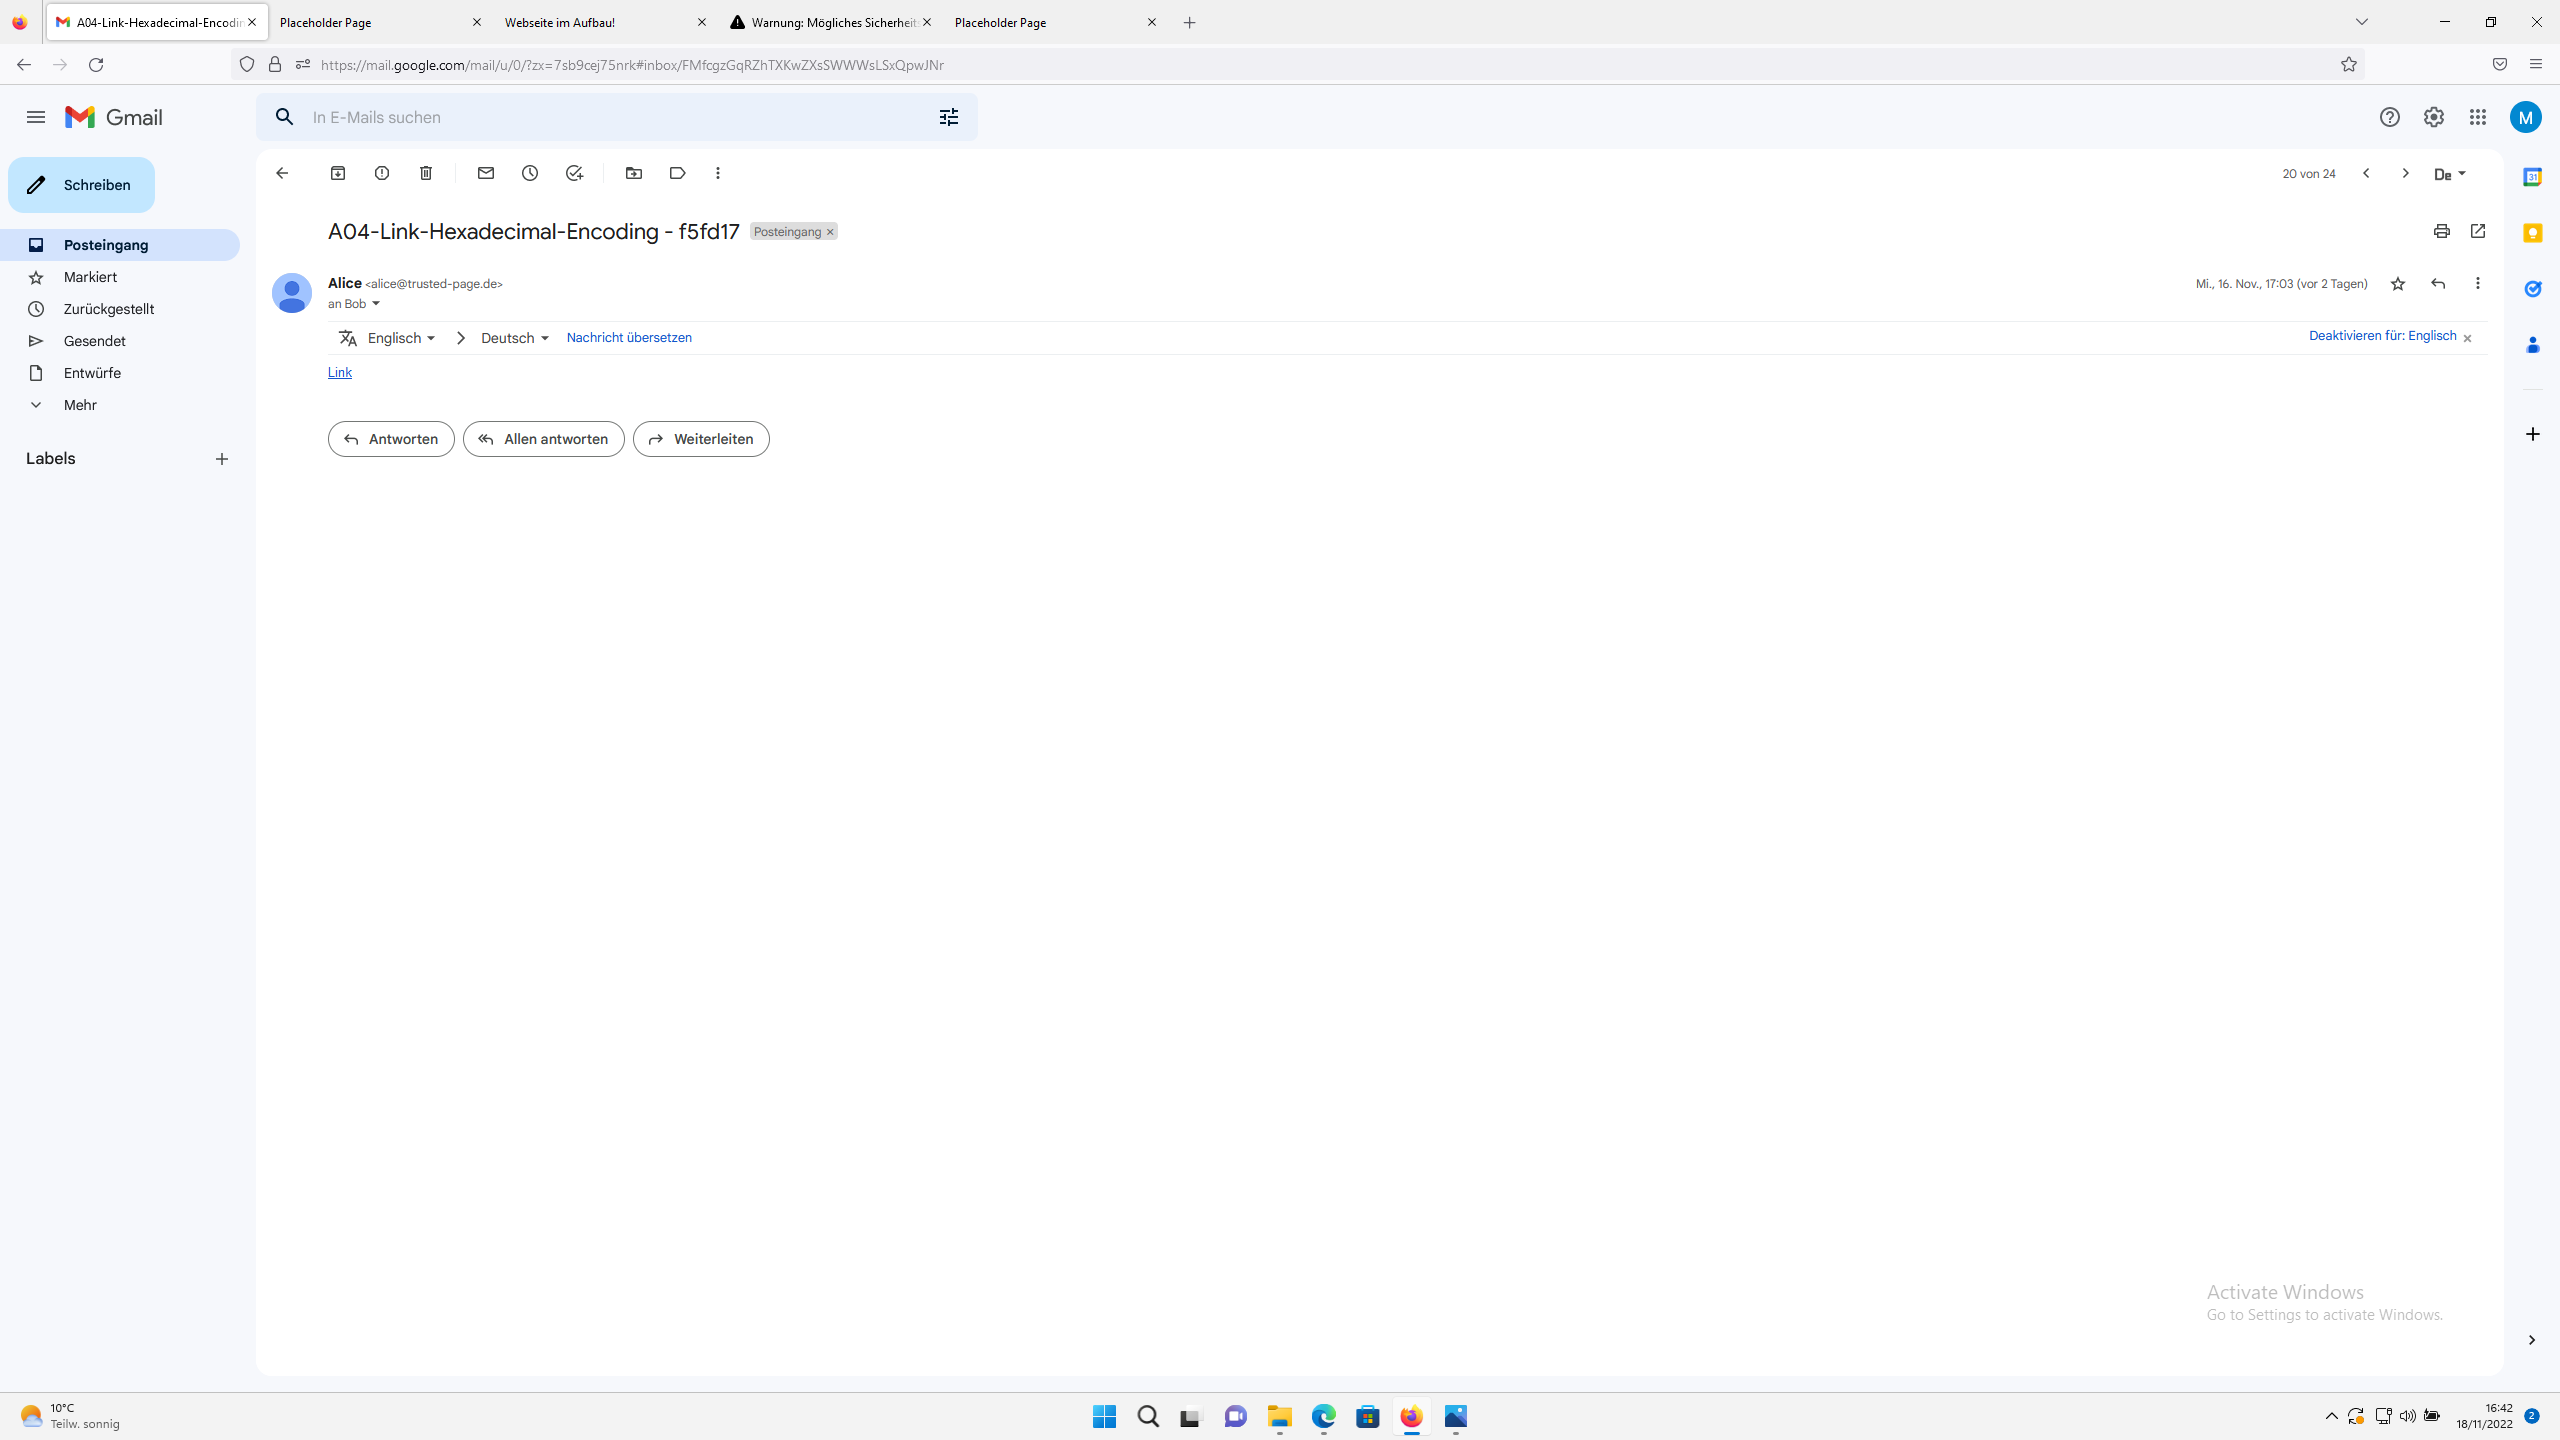 A04-Link-Hexadecimal-Encodin
Placeholder Page
Webseite im Aufbau!
Warnung: Mögliches Sicherheits
Placeholder Page
https://mail.google.com/mail/u/0/?zx=7sb9cej75nrk#inbox/FMfcgzGqRZhTXKwZXsSWWWsLSxQpwJNr
Gmail
In E-Mails suchen
M
Schreiben
20 von 24
De
Posteingang
Markiert
Zurückgestellt
Gesendet
Entwürfe
Mehr
Labels
A04-Link-Hexadecimal-Encoding - f5fd17 Posteingang ×
Alice <alice@trusted-page.de>
Mi., 16. Nov., 17:03 (vor 2 Tagen)
an Bob
Englisch
Deutsch
Nachricht übersetzen
Deaktivieren für: Englisch
Link
Antworten
Allen antworten
Weiterleiten
31
Activate Windows
Go to Settings to activate Windows.
10°C
Teilw. sonnig
16:42
18/11/2022
2